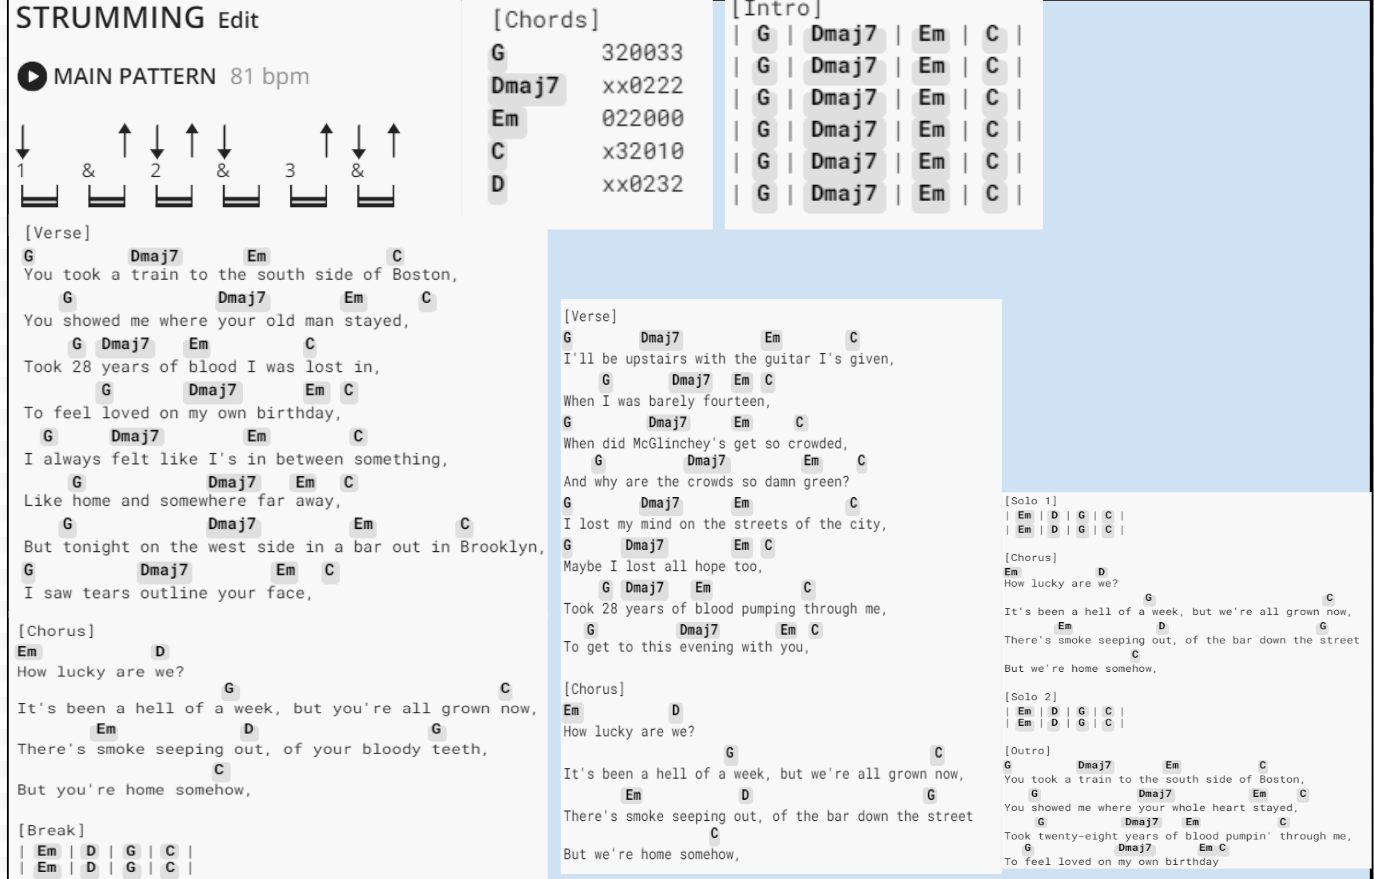 STRUMMING Edit
MAIN PATTERN 81 bpm
1 & 2 & 3 &
[Chords]
G 320033
Dmaj7 xx0222
Em 022000
C x32010
D xx0232
[Intro]
| G | Dmaj7 | Em | C |
| G | Dmaj7 | Em | C |
| G | Dmaj7 | Em | C |
| G | Dmaj7 | Em | C |
| G | Dmaj7 | Em | C |
| G | Dmaj7 | Em | C |
[Verse]
G Dmaj7 Em C
You took a train to the south side of Boston,
G Dmaj7 Em C
You showed me where your old man stayed,
G Dmaj7 Em C
Took 28 years of blood I was lost in,
G Dmaj7 Em C
To feel loved on my own birthday,
G Dmaj7 Em C
I always felt like I's in between something,
G Dmaj7 Em C
Like home and somewhere far away,
G Dmaj7 Em C
But tonight on the west side in a bar out in Brooklyn,
G Dmaj7 Em C
I saw tears outline your face,
[Chorus]
Em D
How lucky are we?
G C
It's been a hell of a week, but you're all grown now,
Em D G
There's smoke seeping out, of your bloody teeth,
C
But you're home somehow,
[Break]
| Em | D | G | C |
| Em | D | G | C |
[Verse]
G Dmaj7 Em C
I'll be upstairs with the guitar I's given,
G Dmaj7 Em C
When I was barely fourteen,
G Dmaj7 Em C
When did McGlinchey's get so crowded,
G Dmaj7 Em C
And why are the crowds so damn green?
G Dmaj7 Em C
I lost my mind on the streets of the city,
G Dmaj7 Em C
Maybe I lost all hope too,
G Dmaj7 Em C
Took 28 years of blood pumping through me,
G Dmaj7 Em C
To get to this evening with you,
[Chorus]
Em D
How lucky are we?
G C
It's been a hell of a week, but we're all grown now,
Em D G
There's smoke seeping out, of the bar down the street
C
But we're home somehow,
[Solo 1]
| Em | D | G | C |
| Em | D | G | C |
[Chorus]
Em D
How lucky are we?
G C
It's been a hell of a week, but we're all grown now,
Em D G
There's smoke seeping out, of the bar down the street
C
But we're home somehow,
[Solo 2]
| Em | D | G | C |
| Em | D | G | C |
[Outro]
G Dmaj7 Em C
You took a train to the south side of Boston,
G Dmaj7 Em C
You showed me where your whole heart stayed,
G Dmaj7 Em C
Took twenty-eight years of blood pumpin' through me,
G Dmaj7 Em C
To feel loved on my own birthday